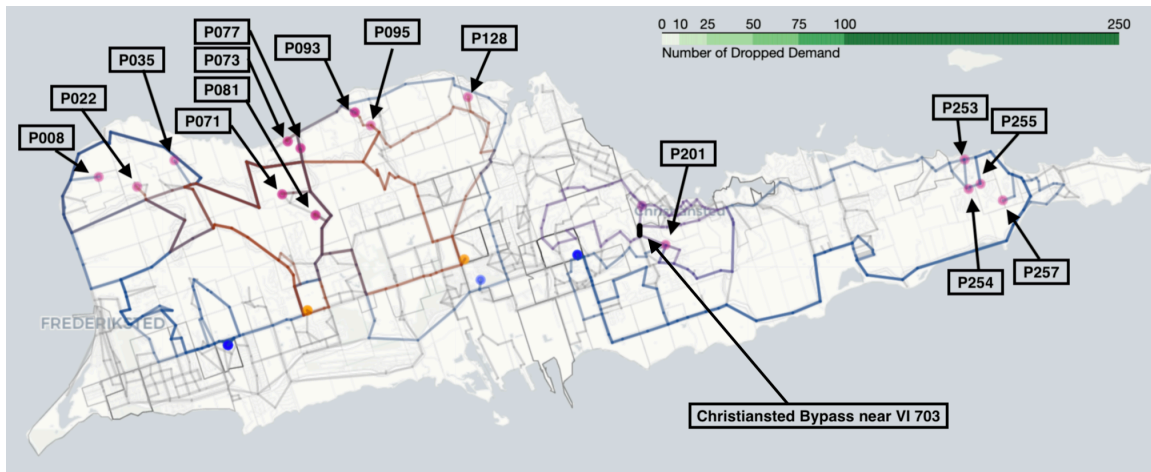 0 10 25 50 75 100 250
Number of Dropped Demand
P077
P073
P081
P071
P093
P095
P128
P035
P022
P008
P253
P255
P201
P254
P257
Christiansted
FREDERIKSTED
Christiansted Bypass near VI 703